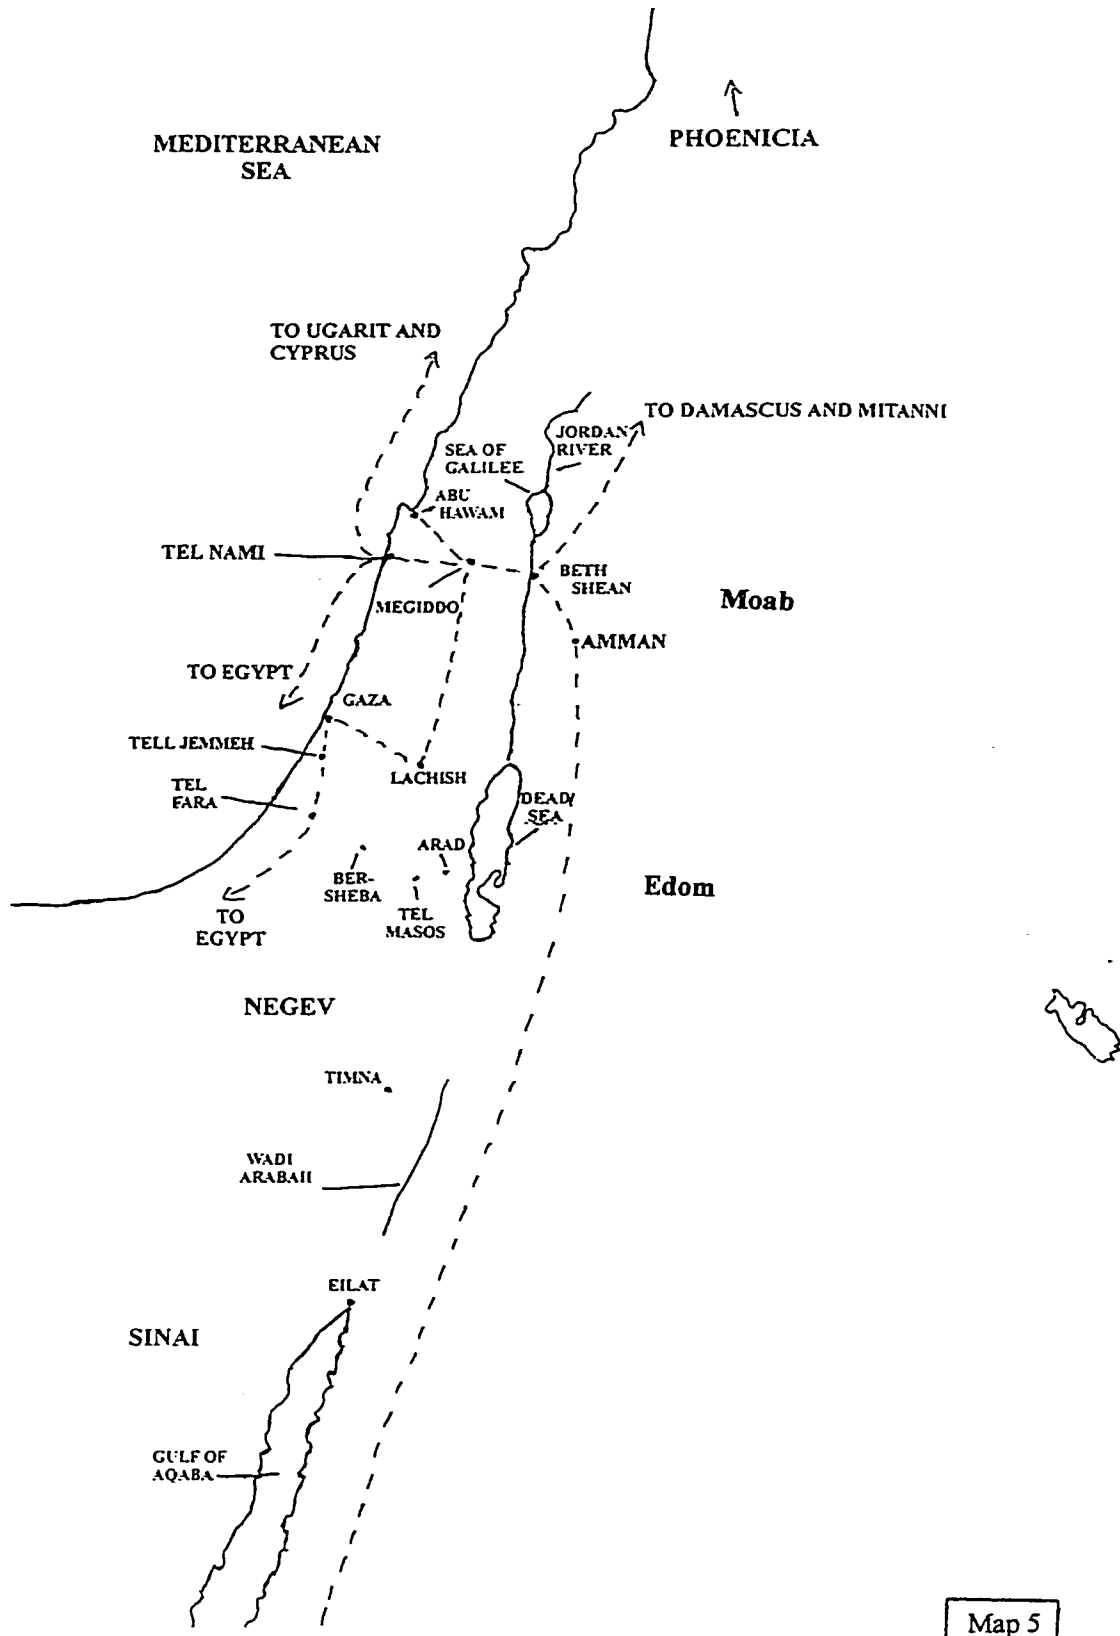 MEDITERRANEAN
SEA
PHOENICIA
TO UGARIT AND
CYPRUS
TO DAMASCUS AND MITANNI
JORDAN
RIVER
SEA OF
GALILEE
ABU
HAWAM
TEL NAMI
BETH
SHEAN
MEGIDDO
Moab
AMMAN
TO EGYPT
GAZA
TELL JEMMEH
LACHISH
TEL
FARA
DEAD
SEA
ARAD
BER-
SHEBA
Edom
TEL
MASOS
TO
EGYPT
NEGEV
TIMNA
WADI
ARABAH
EILAT
SINAI
GULF OF
AQABA
Map 5